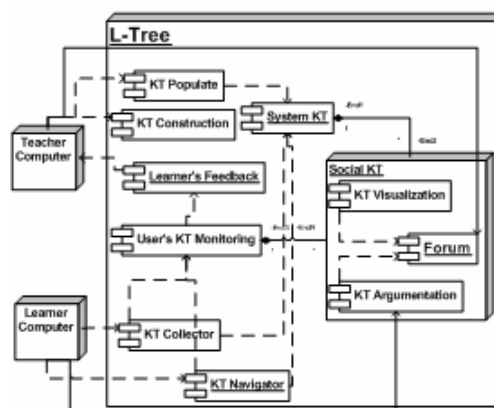 L-Tree
KT Populate
System KT
KT Construction
Teacher
Computer
Learner's Feedback
Social KT
KT Visualization
User's KT Monitoring
Forum
KT Argumentation
Learner
Computer
KT Collector
KT Navigator